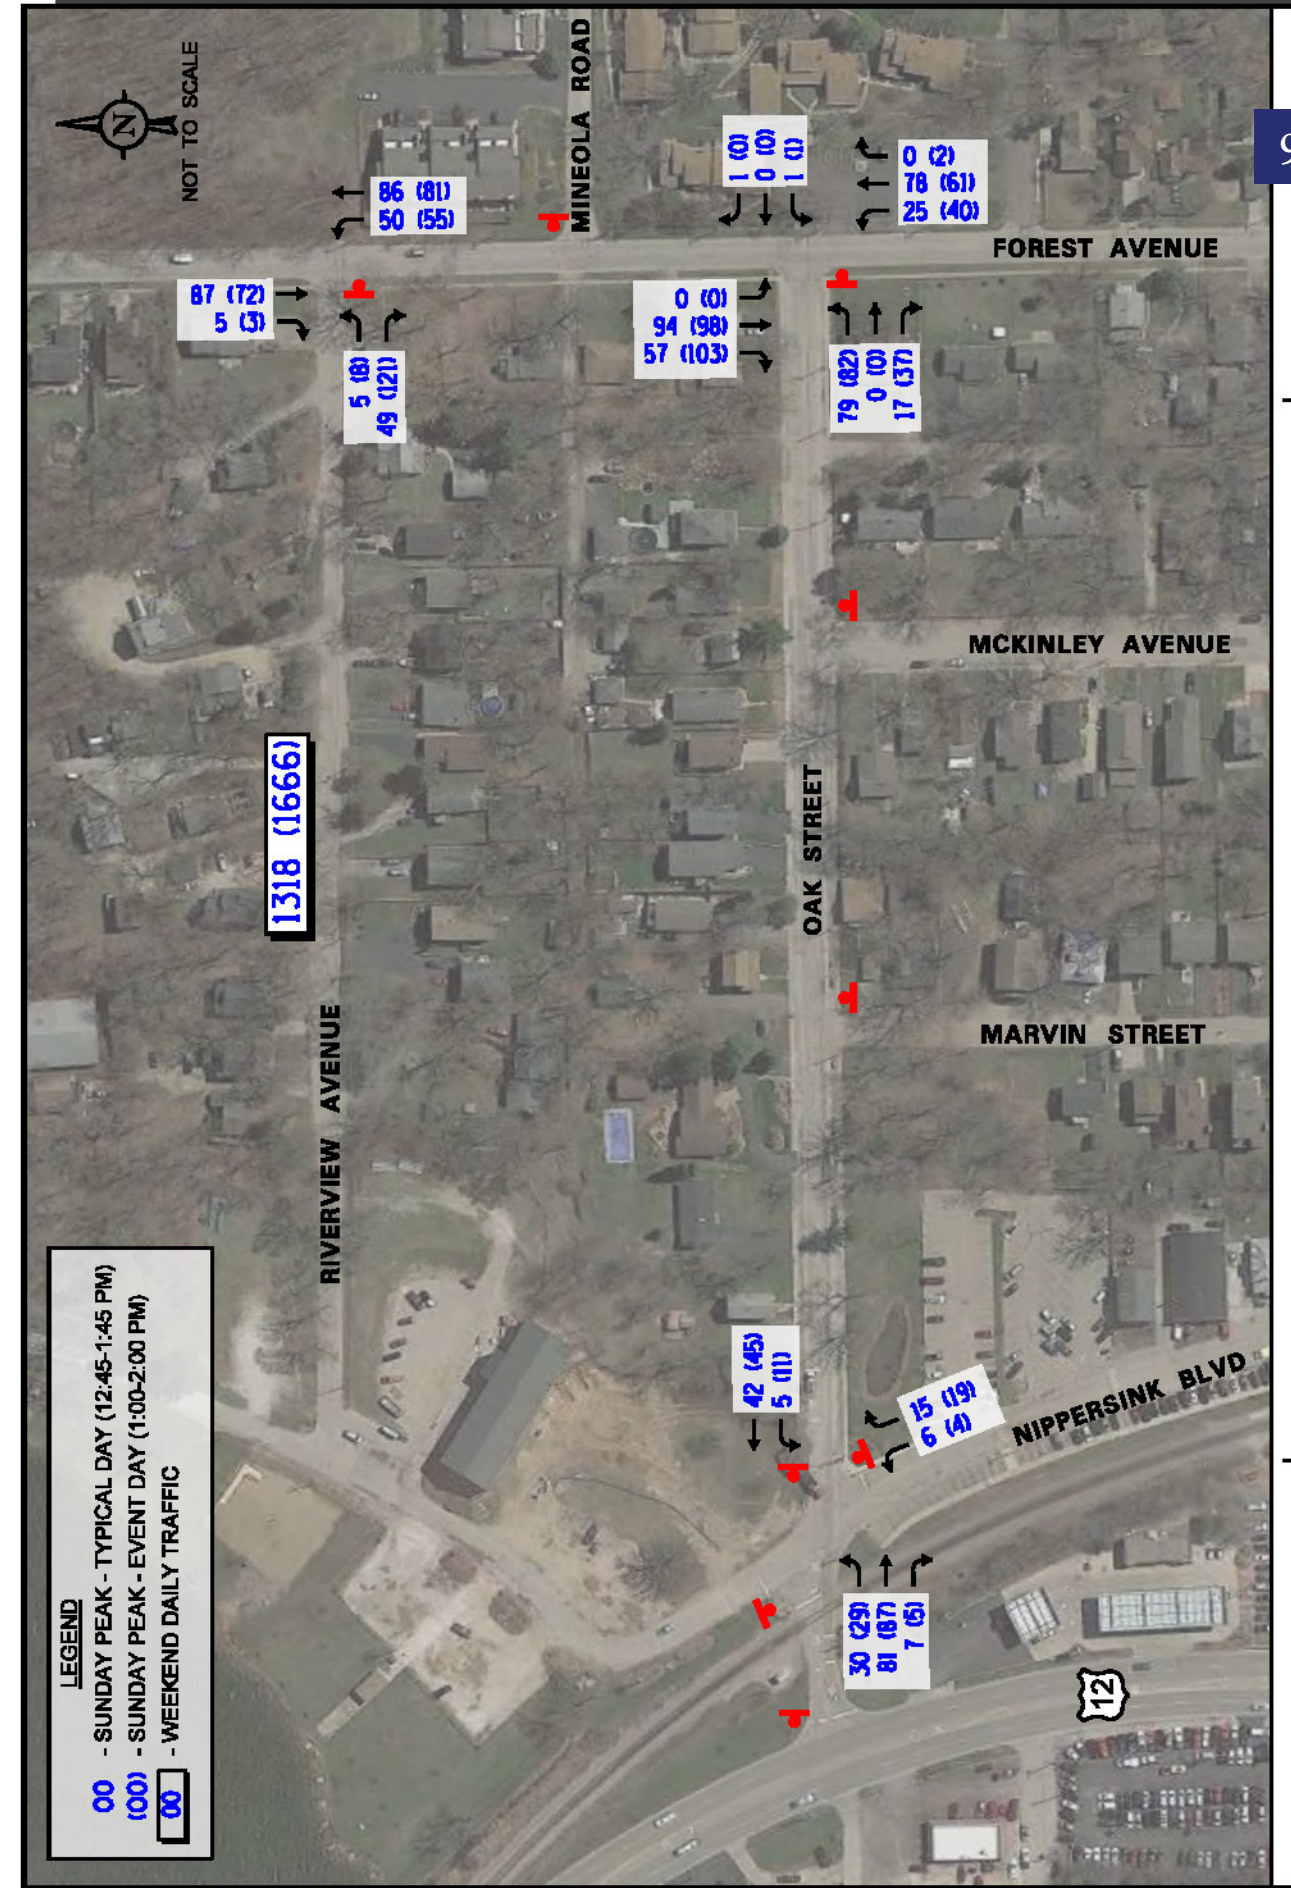 NOT TO SCALE
N
MINEOLA ROAD
86 (81)
50 (55)
1 (0)
0 (0)
1 (1)
0 (2)
78 (61)
25 (40)
FOREST AVENUE
87 (72)
5 (3)
0 (0)
94 (98)
57 (103)
5 (8)
49 (121)
79 (82)
0 (0)
17 (37)
MCKINLEY AVENUE
1318 (1666)
OAK STREET
MARVIN STREET
RIVERVIEW AVENUE
42 (45)
5 (11)
15 (19)
6 (4)
NIPPERSINK BLVD
30 (29)
81 (87)
7 (5)
12
LEGEND
00 - SUNDAY PEAK - TYPICAL DAY (12:45-1:45 PM)
(00) - SUNDAY PEAK - EVENT DAY (1:00-2:00 PM)
00 - WEEKEND DAILY TRAFFIC